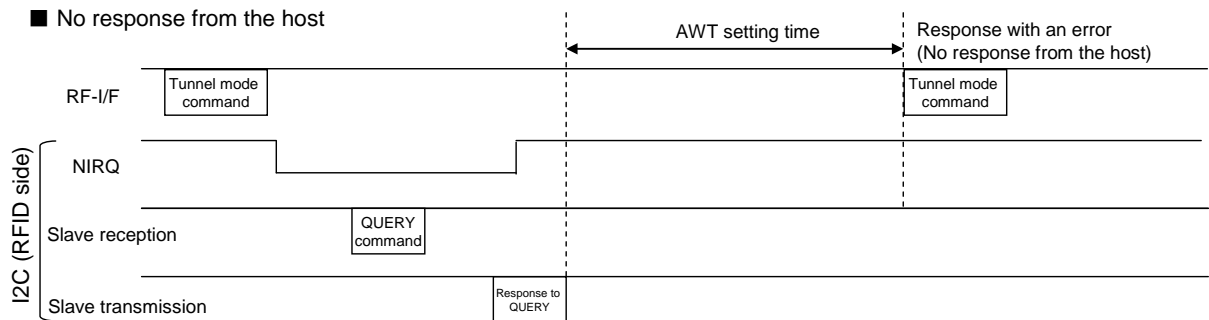 ■ No response from the host
AWT setting time
Response with an error
(No response from the host)
RF-I/F
Tunnel mode
command
Tunnel mode
command
I2C (RFID side)
NIRQ
Slave reception
QUERY
command
Slave transmission
Response to
QUERY